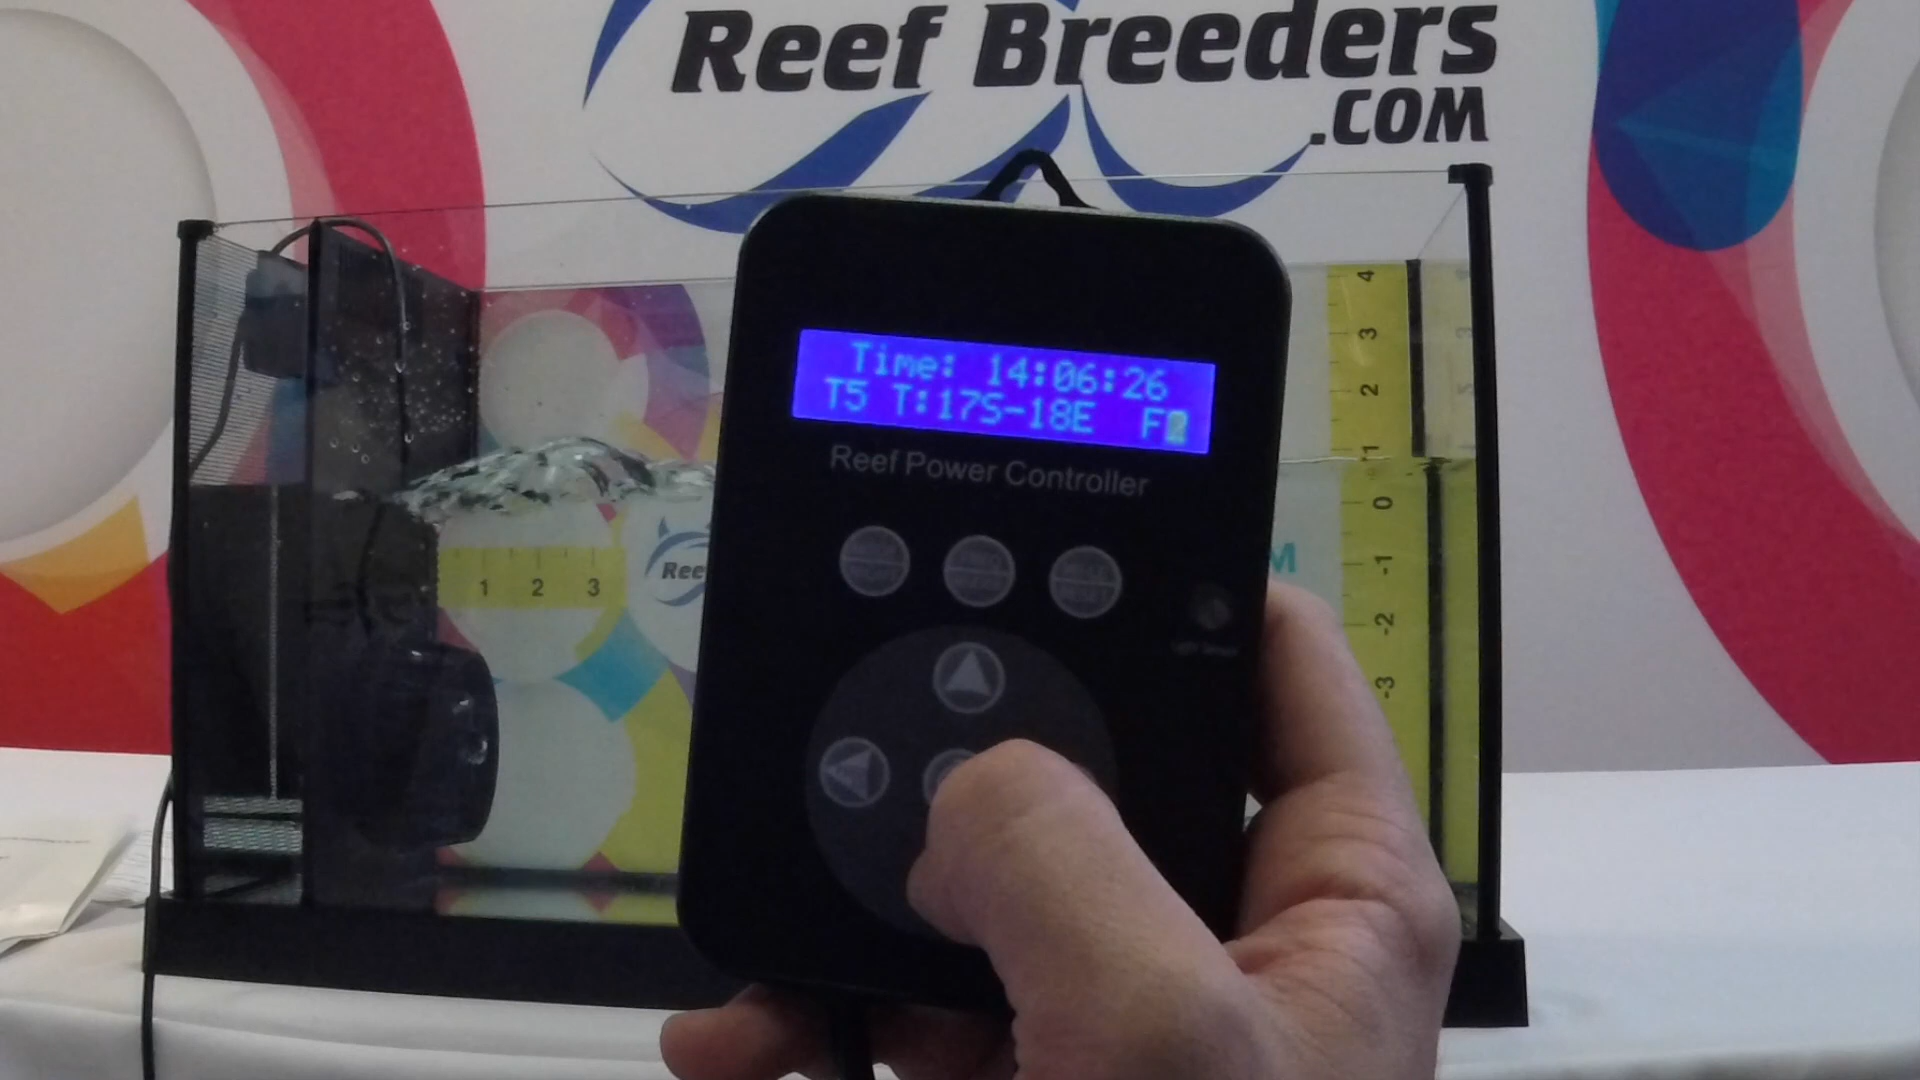 Reef Breeders
.COM
Time: 14:06:26
T5 T:17S-18E F
Reef Power Controller
1 2 3
Ree
M
4
3
2
1
0
-1
-2
-3